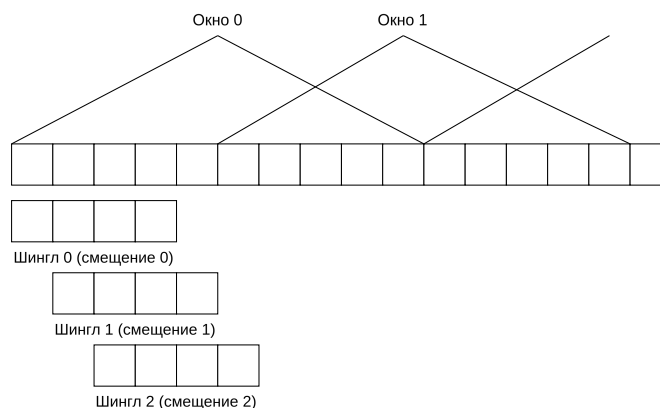 Окно 0
Окно 1
Шингл 0 (смещение 0)
Шингл 1 (смещение 1)
Шингл 2 (смещение 2)